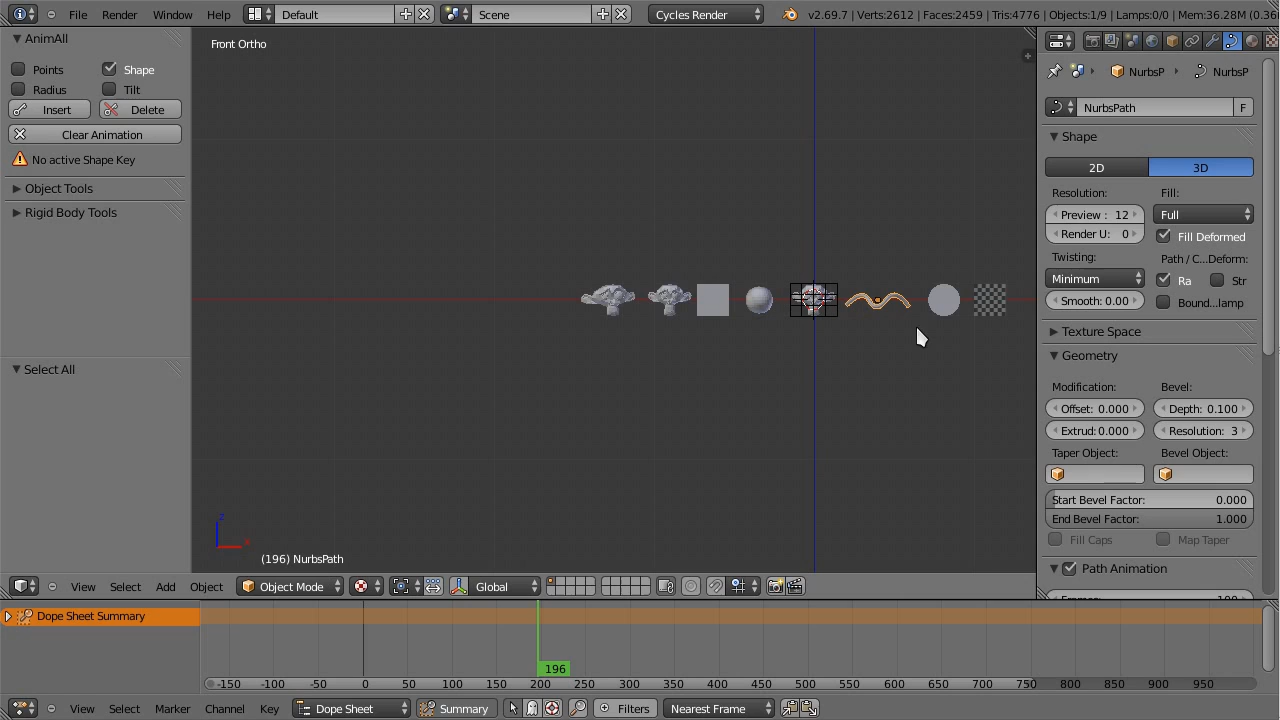 File Render Window Help Default Scene Cycles Render v2.69.7 | Verts:2612 | Faces:2459 | Tris:4776 | Objects:1/9 | Lamps:0/0 | Mem:36.28M (0.36
AnimAll
Points Shape
Radius Tilt
Insert Delete
Clear Animation
No active Shape Key
Object Tools
Rigid Body Tools
Select All
Front Ortho
z
x
(196) NurbsPath
View Select Add Object Object Mode Global
NurbsP NurbsP
NurbsPath F
Shape
2D 3D
Resolution: Fill:
Preview : 12 Full
Render U: 0 Fill Deformed
Twisting: Path / C...Deform:
Minimum Ra Str
Smooth: 0.00 Bound...lamp
Texture Space
Geometry
Modification: Bevel:
Offset: 0.000 Depth: 0.100
Extrud: 0.000 Resolution: 3
Taper Object: Bevel Object:
Start Bevel Factor: 0.000
End Bevel Factor: 1.000
Fill Caps Map Taper
Path Animation
Dope Sheet Summary
196
-150 -100 -50 0 50 100 150 200 250 300 350 400 450 500 550 600 650 700 750 800 850 900 950
View Select Marker Channel Key Dope Sheet Summary Filters Nearest Frame